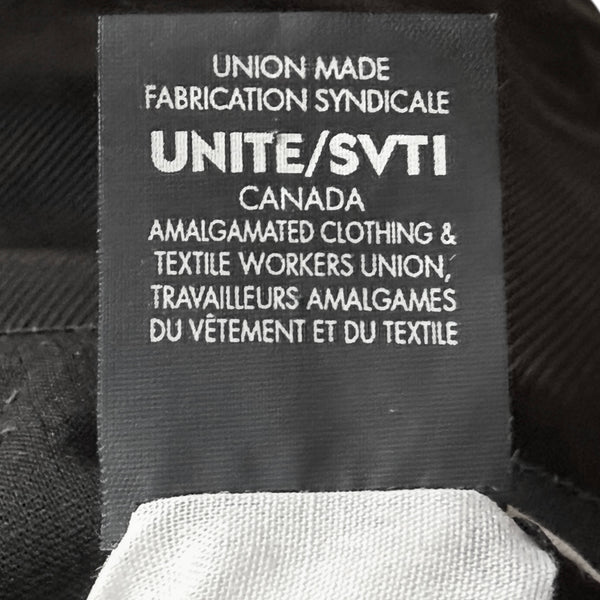 UNION MADE
FABRICATION SYNDICALE
UNITE/SVTI
CANADA
AMALGAMATED CLOTHING &
TEXTILE WORKERS UNION,
TRAVAILLEURS AMALGAMES
DU VÊTEMENT ET DU TEXTILE